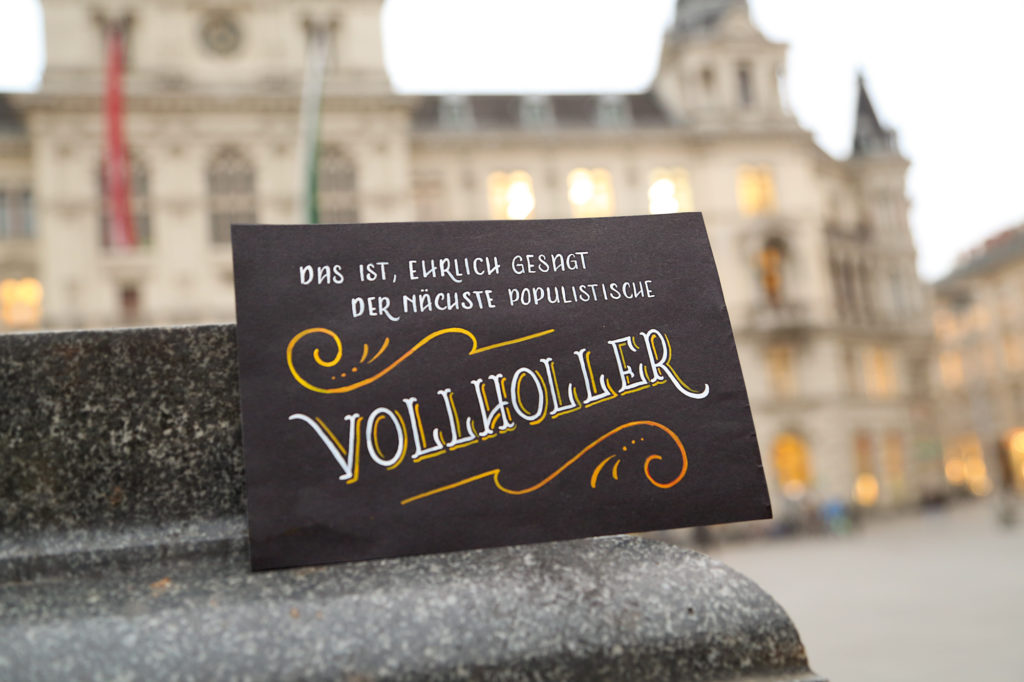 DAS IST, EHRLICH GESAGT
DER NÄCHSTE POPULISTISCHE
VOLLHOLLER